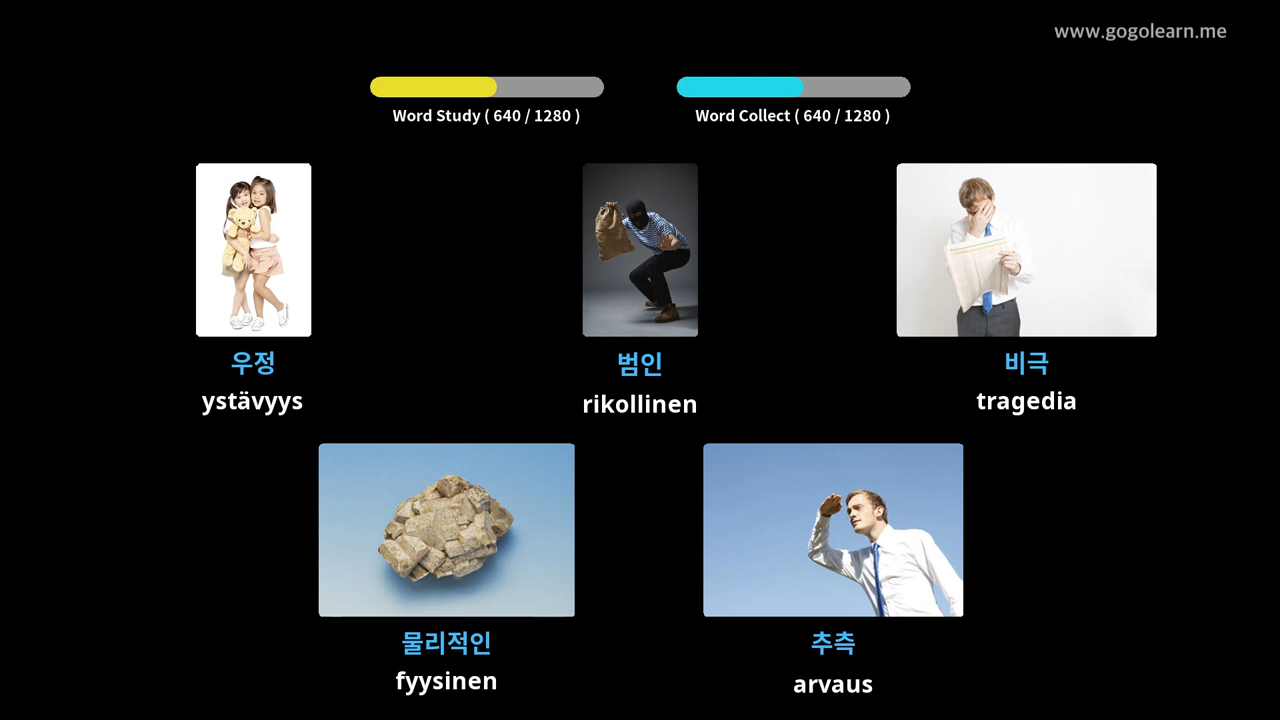 www.gogolearn.me
Word Study ( 640 / 1280 )
Word Collect ( 640 / 1280 )
우정
ystävyys
범인
rikollinen
비극
tragedia
물리적인
fyysinen
추측
arvaus